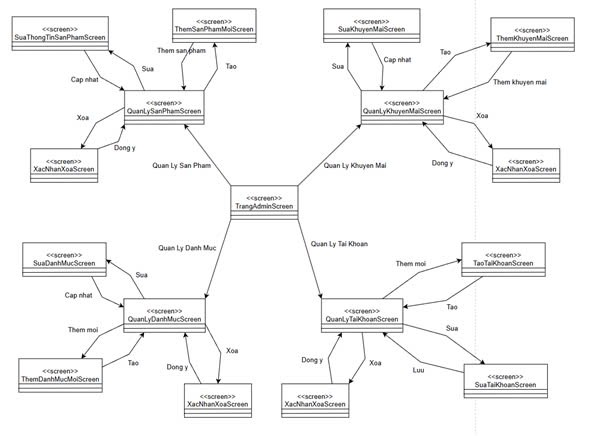 <<screen>>
SuaThongTinSanPhamScreen
<<screen>>
ThemSanPhamMoiScreen
<<screen>>
SuaKhuyenMaiScreen
<<screen>>
ThemKhuyenMaiScreen
Them san pham
Cap nhat
Sua
Tao
Sua
Cap nhat
Tao
Them khuyen mai
<<screen>>
QuanLySanPhamScreen
<<screen>>
QuanLyKhuyenMaiScreen
Xoa
Dong y
Xoa
Dong y
<<screen>>
XacNhanXoaScreen
<<screen>>
XacNhanXoaScreen
Quan Ly San Pham
Quan Ly Khuyen Mai
<<screen>>
TrangAdminScreen
Quan Ly Danh Muc
Quan Ly Tai Khoan
<<screen>>
SuaDanhMucScreen
<<screen>>
TaoTaiKhoanScreen
Sua
Cap nhat
Them moi
Tao
<<screen>>
QuanLyDanhMucScreen
<<screen>>
QuanLyTaiKhoanScreen
Them moi
Tao
Xoa
Dong y
Dong y
Xoa
Sua
Luu
<<screen>>
ThemDanhMucMoiScreen
<<screen>>
SuaTaiKhoanScreen
<<screen>>
XacNhanXoaScreen
<<screen>>
XacNhanXoaScreen